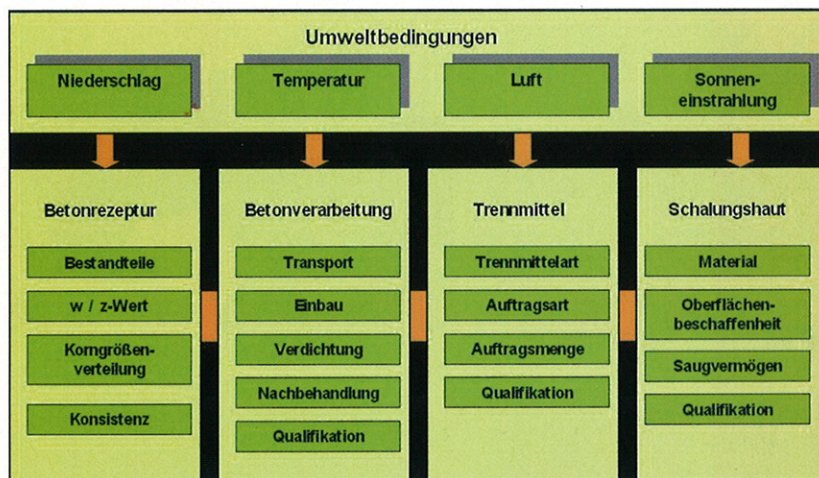 Umweltbedingungen
Niederschlag
Temperatur
Luft
Sonnen-
einstrahlung
Betonrezeptur
Bestandteile
w / z-Wert
Korngrößen-
verteilung
Konsistenz
Betonverarbeitung
Transport
Einbau
Verdichtung
Nachbehandlung
Qualifikation
Trennmittel
Trennmittelart
Auftragsart
Auftragsmenge
Qualifikation
Schalungshaut
Material
Oberflächen-
beschaffenheit
Saugvermögen
Qualifikation